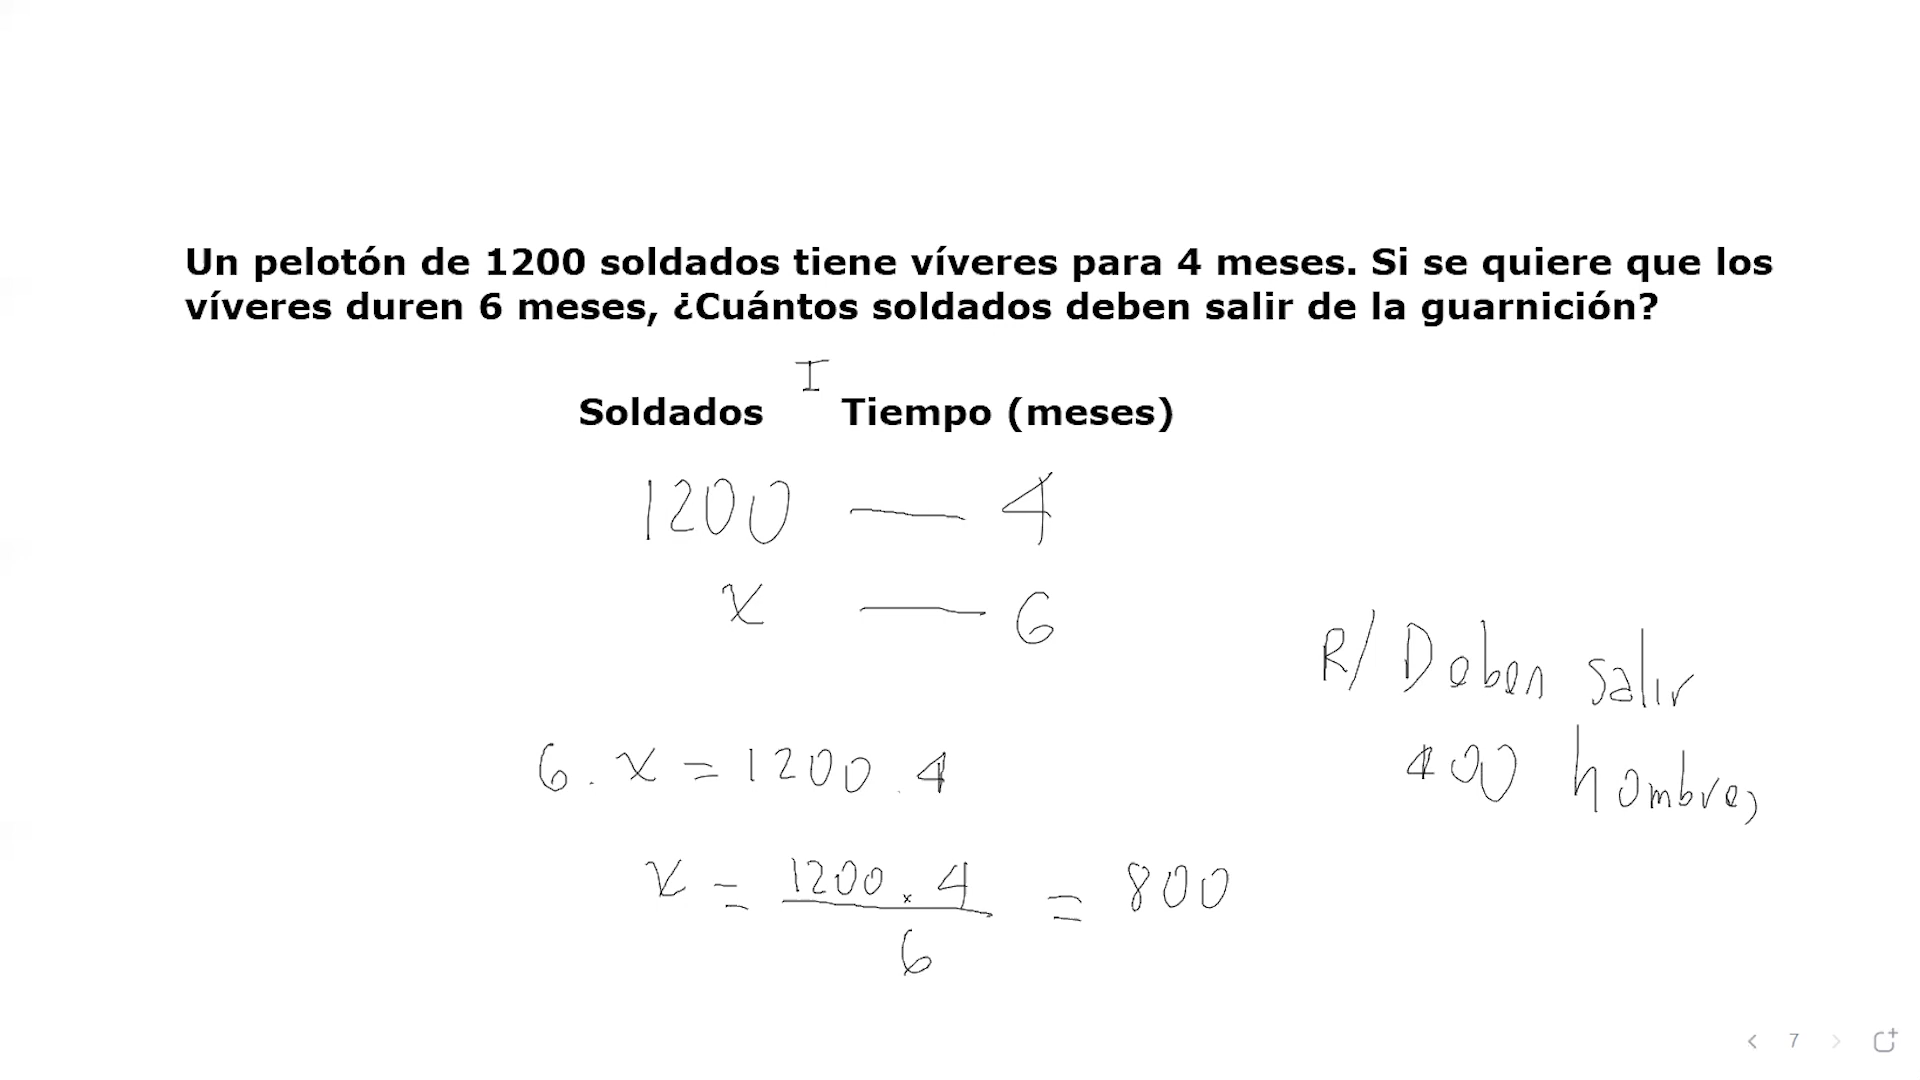 Un pelotón de 1200 soldados tiene víveres para 4 meses. Si se quiere que los
víveres duren 6 meses, ¿Cuántos soldados deben salir de la guarnición?
I
Soldados Tiempo (meses)
1200 — 4
x — 6
R/ Deben salir
400 hombres
6 . x = 1200 . 4
x = 1200 x 4 / 6 = 800
< 7 >